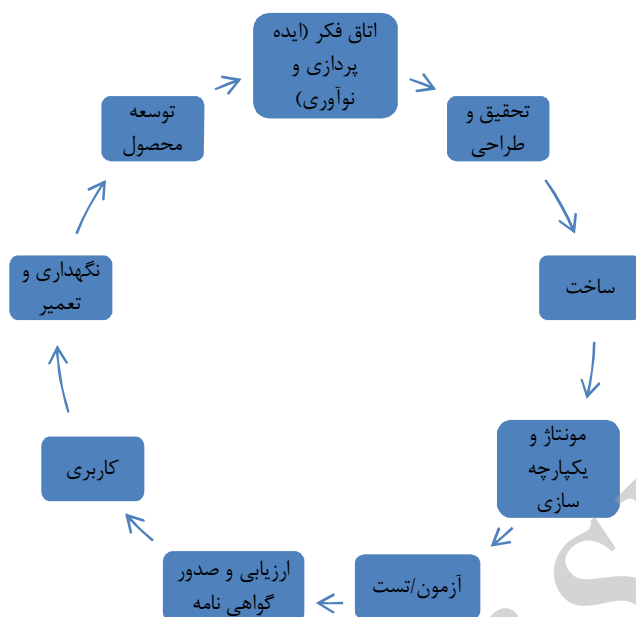 اتاق فکر (ایده
پردازی و
نوآوری)
تحقیق و
طراحی
ساخت
مونتاژ و
یکپارچه
سازی
آزمون/تست
ارزیابی و صدور
گواهی نامه
کاربری
نگهداری و
تعمیر
توسعه
محصول